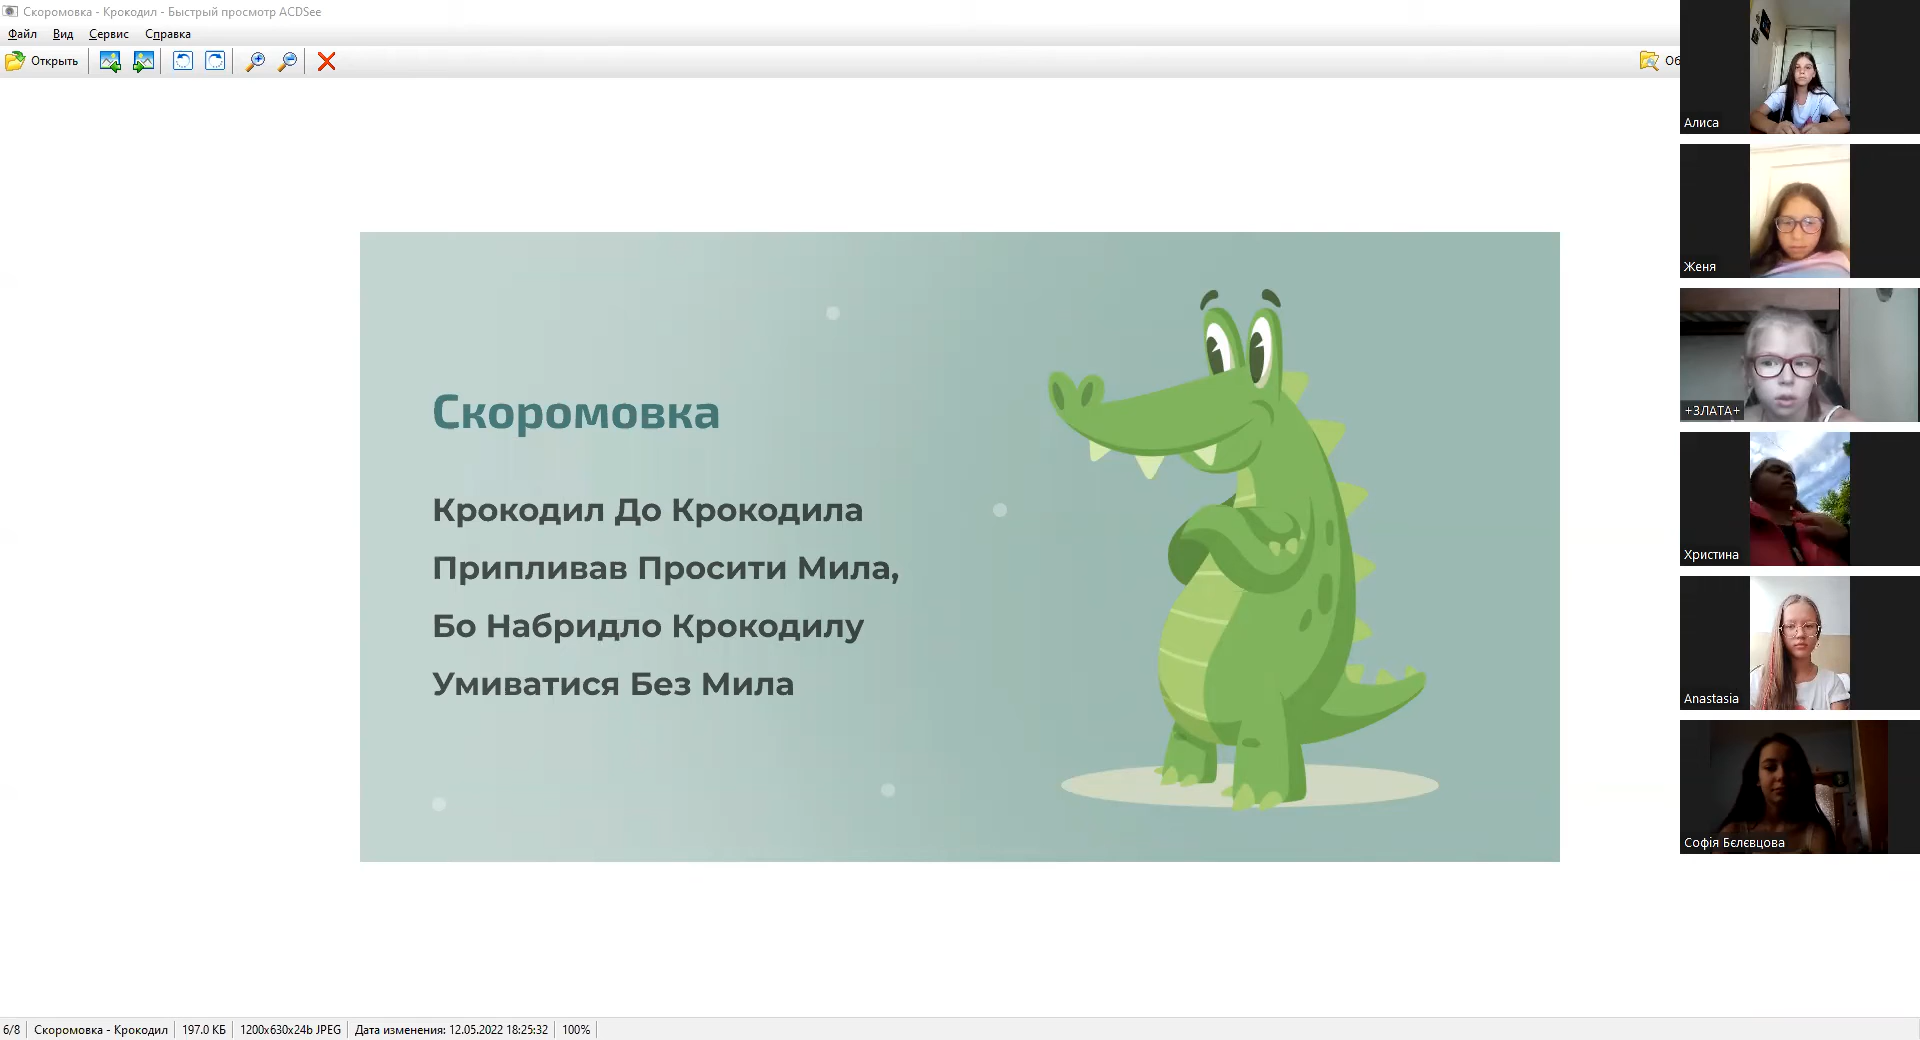 Скоромовка - Крокодил - Быстрый просмотр ACDSee
Файл Вид Сервис Справка
Открыть
Об
Скоромовка
Крокодил До Крокодила
Припливав Просити Мила,
Бо Набридло Крокодилу
Умиватися Без Мила
Алиса
Женя
+ЗЛАТА+
Христина
Anastasia
Софія Бєлєвцова
6/8 Скоромовка - Крокодил 197.0 КБ 1200x630x24b JPEG Дата изменения: 12.05.2022 18:25:32 100%